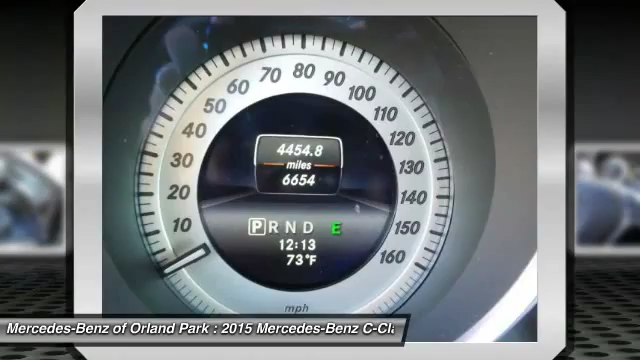 80
70 90
60 100
50 110
40 120
30 130
20 140
10 150
160
4454.8
miles
6654
P R N D E
12:13
73°F
mph
Mercedes-Benz of Orland Park : 2015 Mercedes-Benz C-Cl